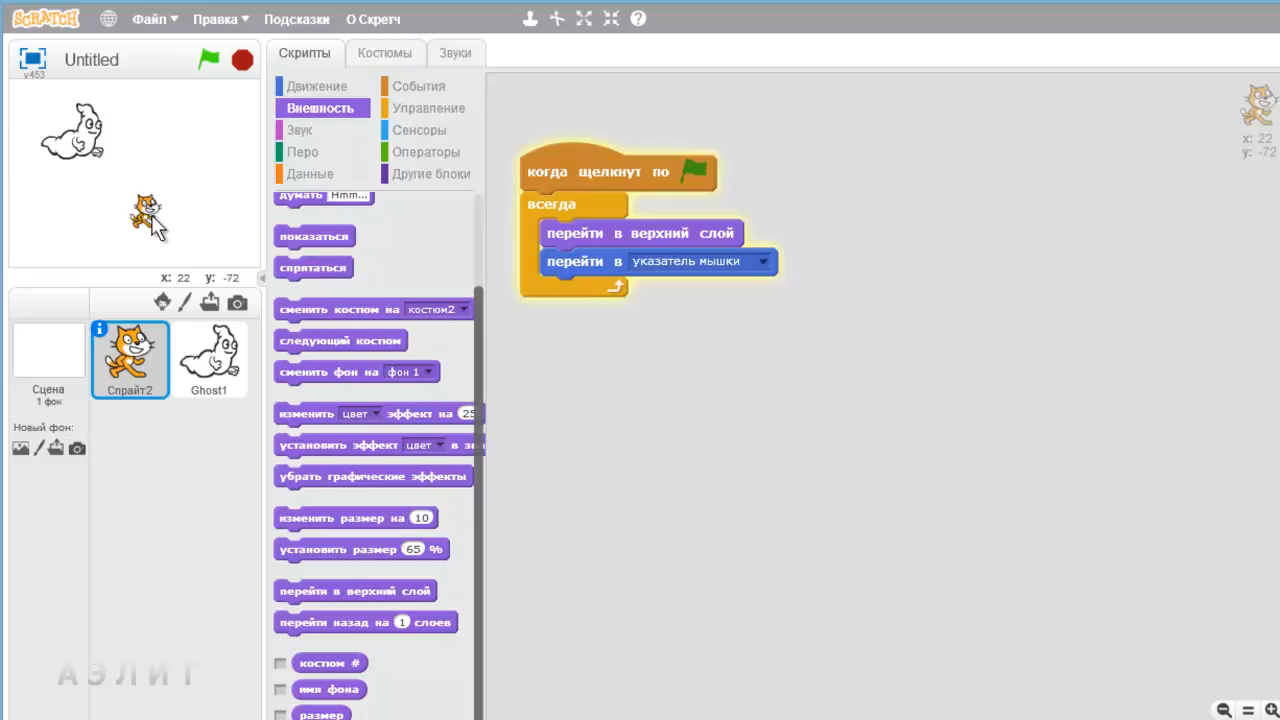 SCRATCH Файл Правка Подсказки О Скретч
v453 Untitled
Скрипты Костюмы Звуки
Движение События
Внешность Управление
Звук Сенсоры
Перо Операторы
Данные Другие блоки
думать Hmm...
показаться
спрятаться
сменить костюм на костюм2
следующий костюм
сменить фон на фон 1
изменить цвет эффект на 25
установить эффект цвет в зна
убрать графические эффекты
изменить размер на 10
установить размер 65 %
перейти в верхний слой
перейти назад на 1 слоев
костюм #
имя фона
размер
когда щелкнут по
всегда
перейти в верхний слой
перейти в указатель мышки
x: 22
y: -72
x: 22 y: -72
Спрайт2 Ghost1
Сцена
1 фон
Новый фон:
АЭЛИТ